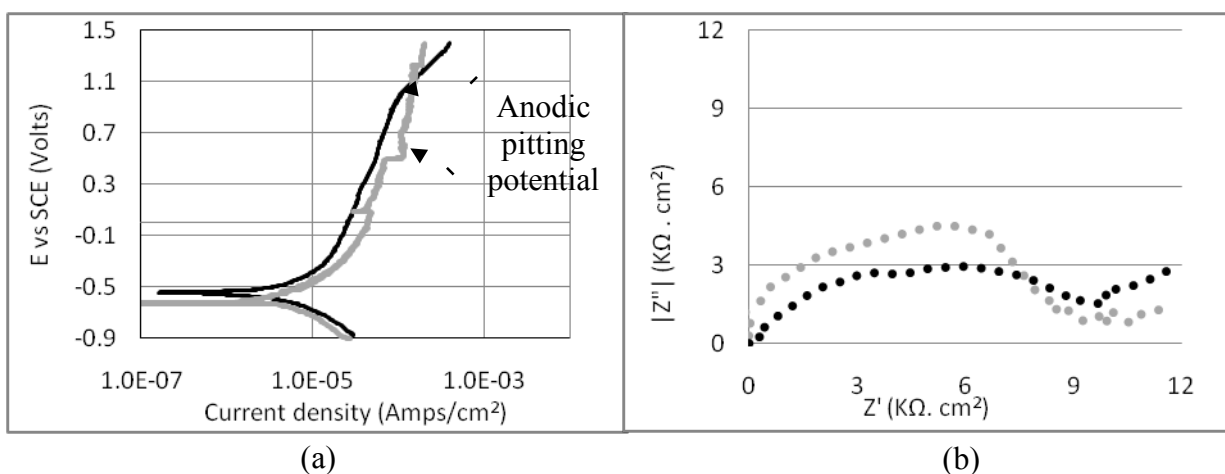 1.5
1.1
0.7
0.3
-0.1
-0.5
-0.9
E vs SCE (Volts)
Anodic
pitting
potential
1.0E-07 1.0E-05 1.0E-03
Current density (Amps/cm²)
(a)
12
9
6
3
0
|Z"| (KΩ . cm²)
0 3 6 9 12
Z' (KΩ. cm²)
(b)